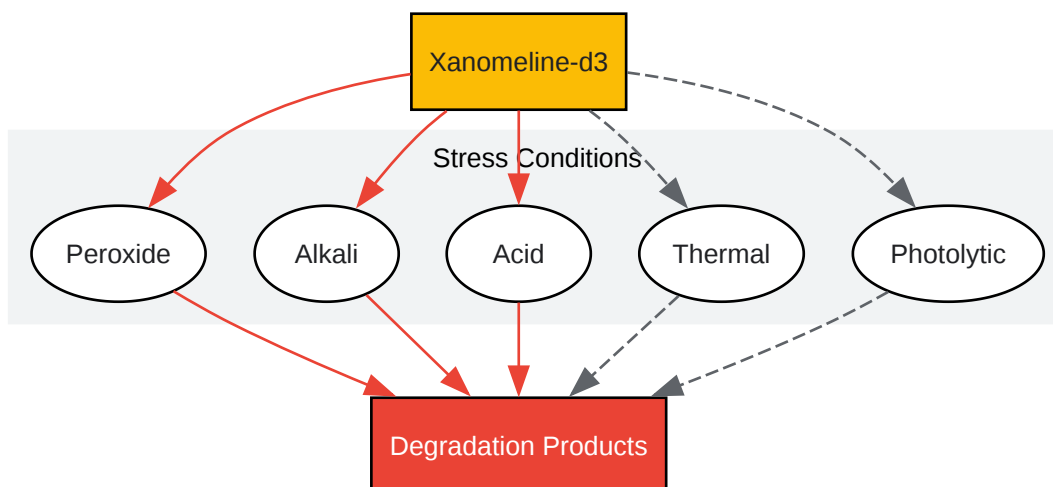 Xanomeline-d3
Stress Conditions
Peroxide
Alkali
Acid
Thermal
Photolytic
Degradation Products